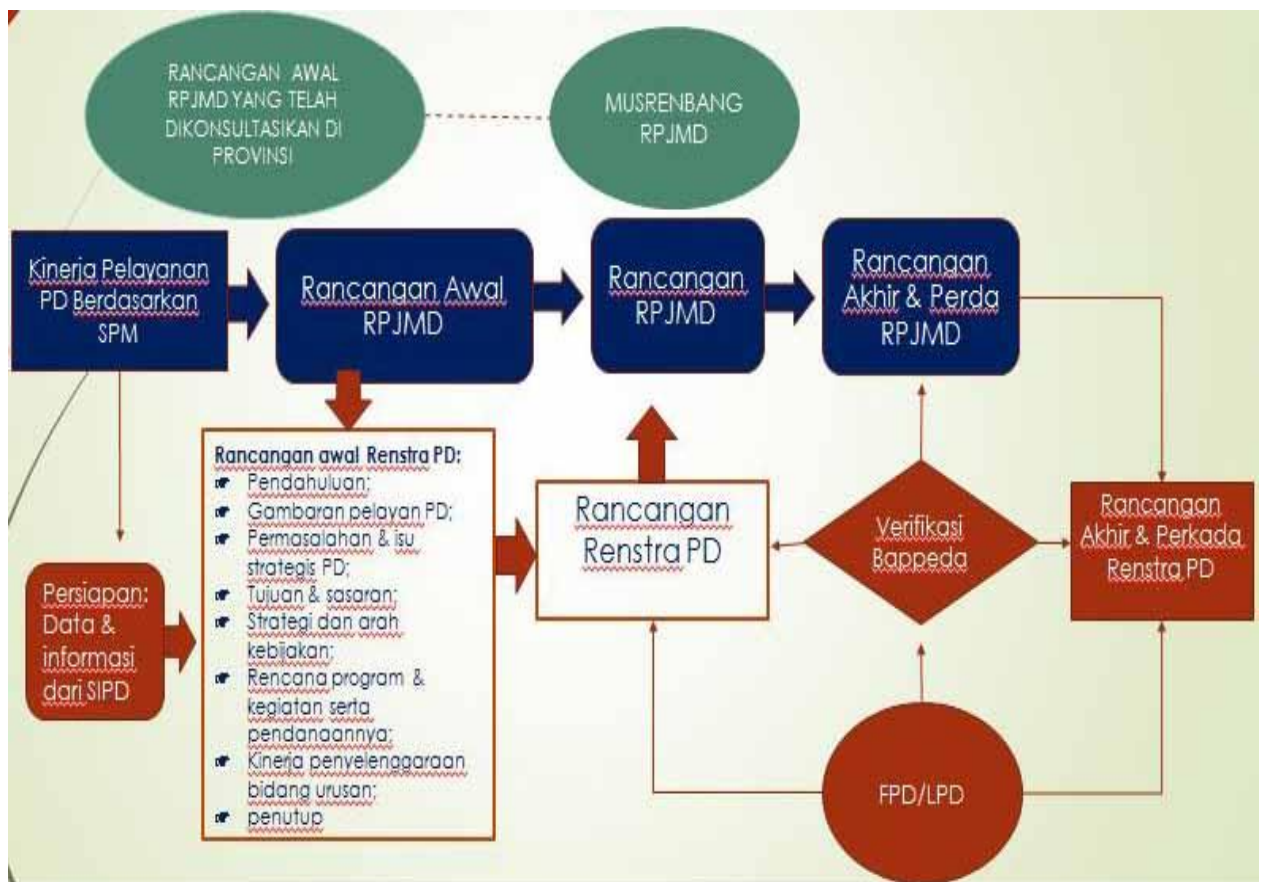 RANCANGAN AWAL
RPJMD YANG TELAH
DIKONSULTASIKAN DI
PROVINSI
MUSRENBANG
RPJMD
Kinerja Pelayanan
PD Berdasarkan
SPM
Rancangan Awal
RPJMD
Rancangan
RPJMD
Rancangan
Akhir & Perda
RPJMD
Persiapan:
Data &
informasi
dari SIPD
Rancangan awal Renstra PD:
☛ Pendahuluan;
☛ Gambaran pelayan PD;
☛ Permasalahan & isu
strategis PD;
☛ Tujuan & sasaran;
☛ Strategi dan arah
kebijakan;
☛ Rencana program &
kegiatan serta
pendanaannya;
☛ Kinerja penyelenggaraan
bidang urusan;
☛ penutup
Rancangan
Renstra PD
Verifikasi
Bappeda
Rancangan
Akhir & Perkada
Renstra PD
FPD/LPD